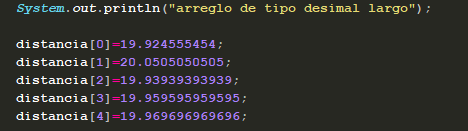 System.out.println("arreglo de tipo desimal largo");
distancia[0]=19.924555454;
distancia[1]=20.0505050505;
distancia[2]=19.93939393939;
distancia[3]=19.959595959595;
distancia[4]=19.969696969696;